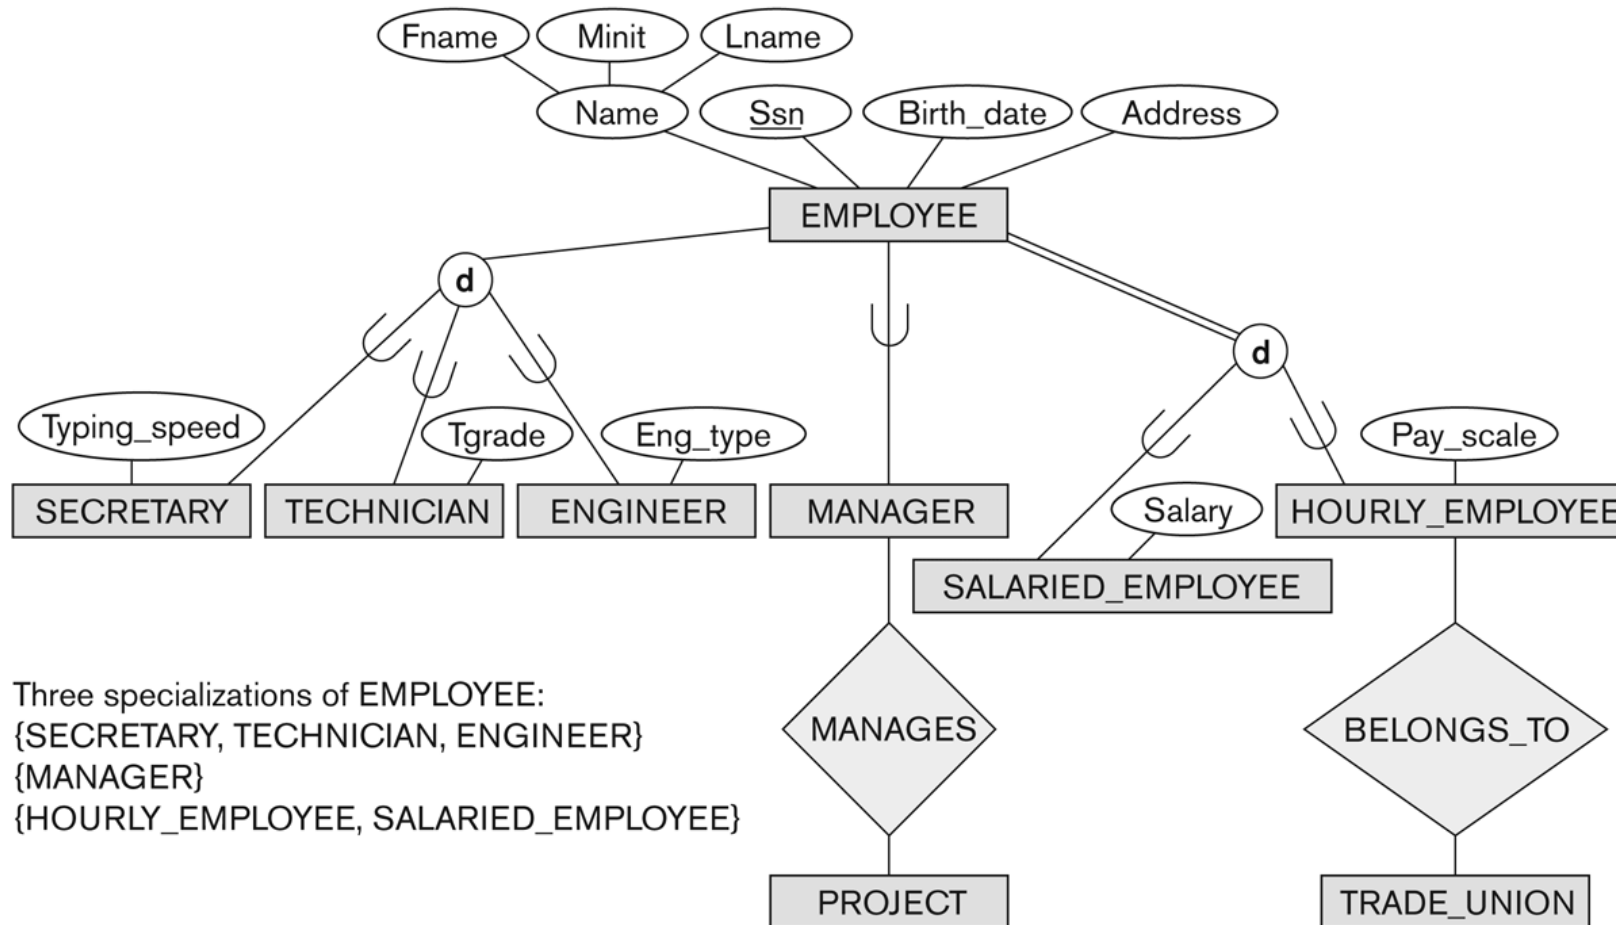 Fname
Minit
Lname
Name
Ssn
Birth_date
Address
EMPLOYEE
d
d
Typing_speed
Tgrade
Eng_type
Pay_scale
SECRETARY
TECHNICIAN
ENGINEER
MANAGER
Salary
HOURLY_EMPLOYEE
SALARIED_EMPLOYEE
Three specializations of EMPLOYEE:
{SECRETARY, TECHNICIAN, ENGINEER}
{MANAGER}
{HOURLY_EMPLOYEE, SALARIED_EMPLOYEE}
MANAGES
BELONGS_TO
PROJECT
TRADE_UNION